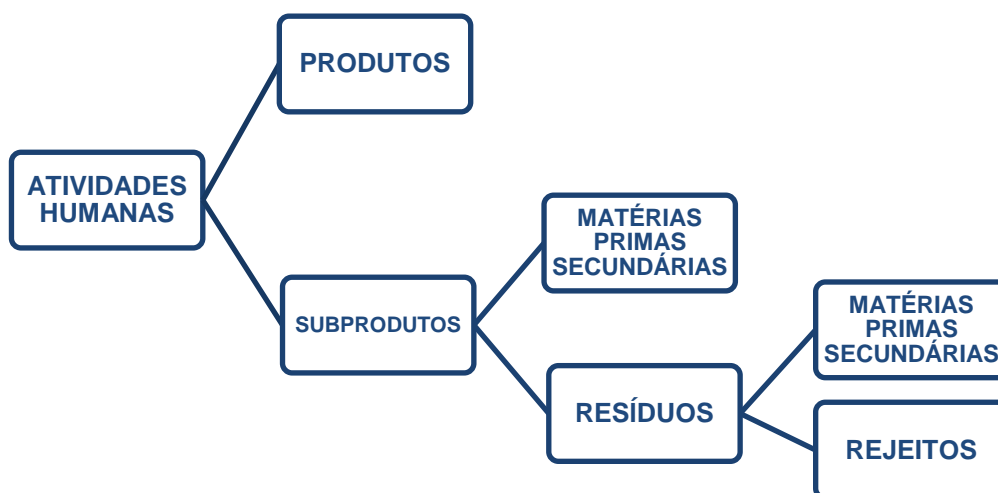 PRODUTOS
ATIVIDADES
HUMANAS
MATÉRIAS
PRIMAS
SECUNDÁRIAS
SUBPRODUTOS
MATÉRIAS
PRIMAS
SECUNDÁRIAS
RESÍDUOS
REJEITOS